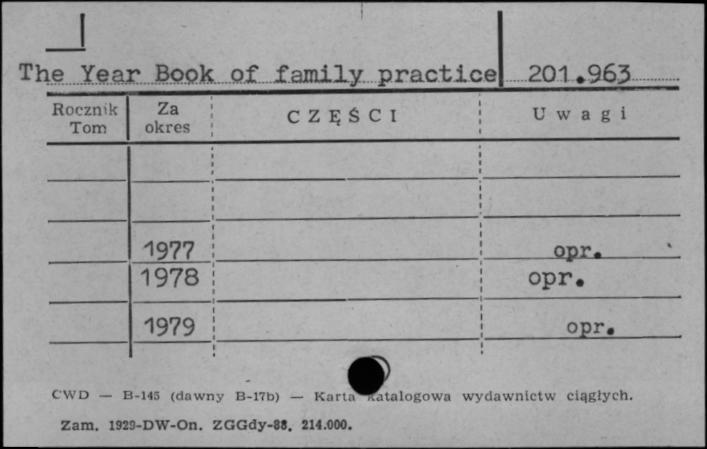 The Year Book of family practice 201.963
Rocznik Tom Za okres CZĘŚCI Uwagi
1977 opr.
1978 opr.
1979 opr.
CWD — B-145 (dawny B-17b) — Karta katalogowa wydawnictw ciągłych.
Zam. 1929-DW-On. ZGGdy-88. 214.000.